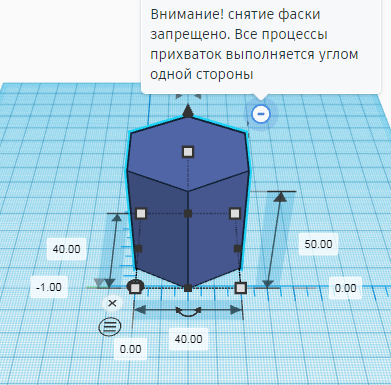 Внимание! снятие фаски
запрещено. Все процессы
прихваток выполняется углом
одной стороны
40.00
50.00
-1.00
0.00
40.00
0.00